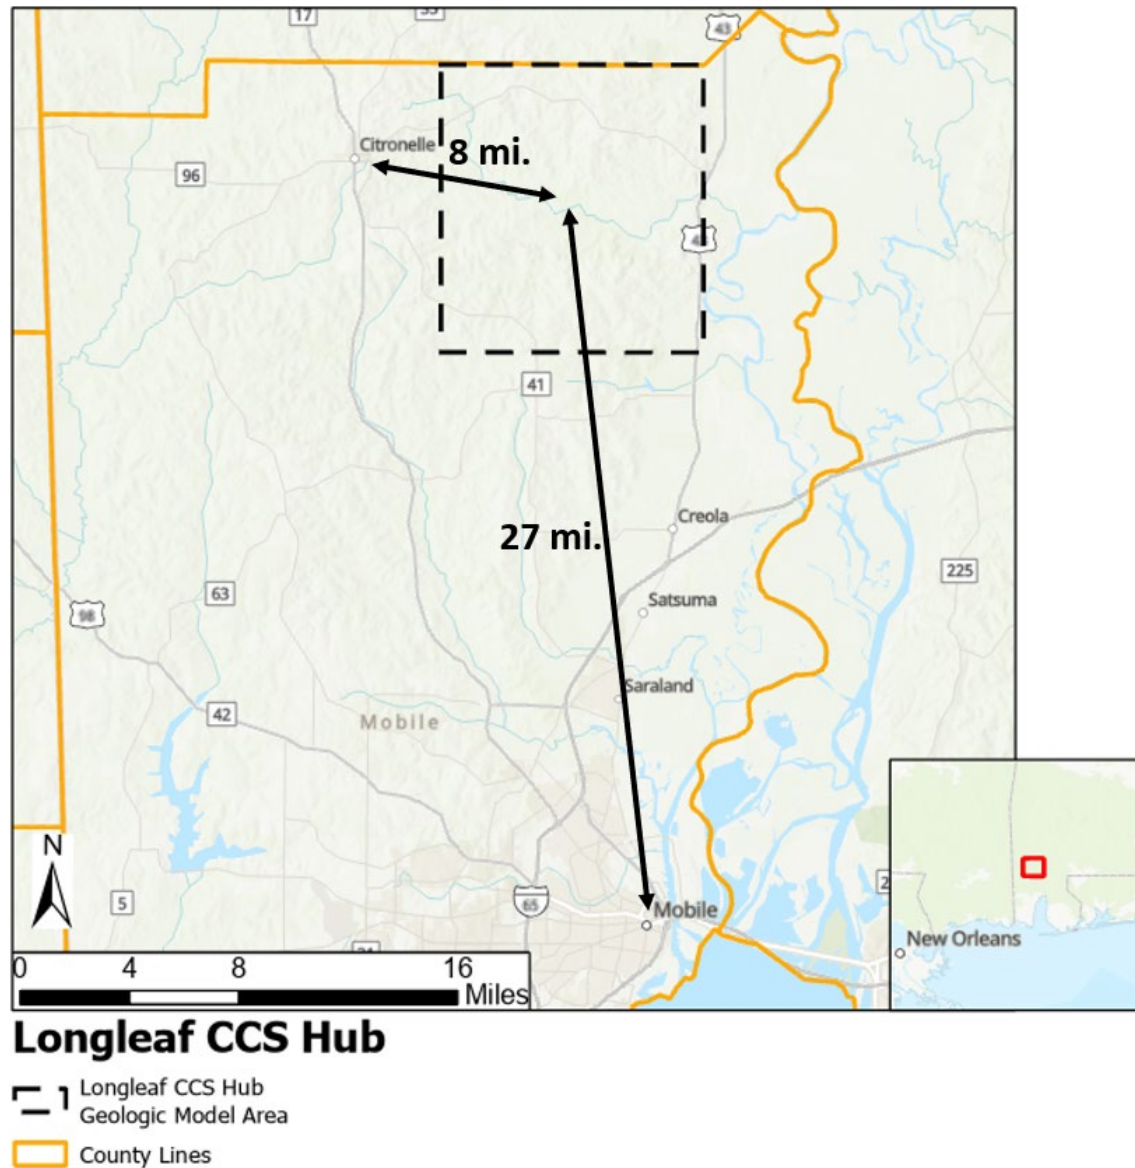 17
43
Citronelle
8 mi.
96
41
Creola
27 mi.
225
63
Satsuma
98
Saraland
42
Mobile
N
5
65
Mobile
New Orleans
0 4 8 16
Miles
Longleaf CCS Hub
Longleaf CCS Hub
Geologic Model Area
County Lines